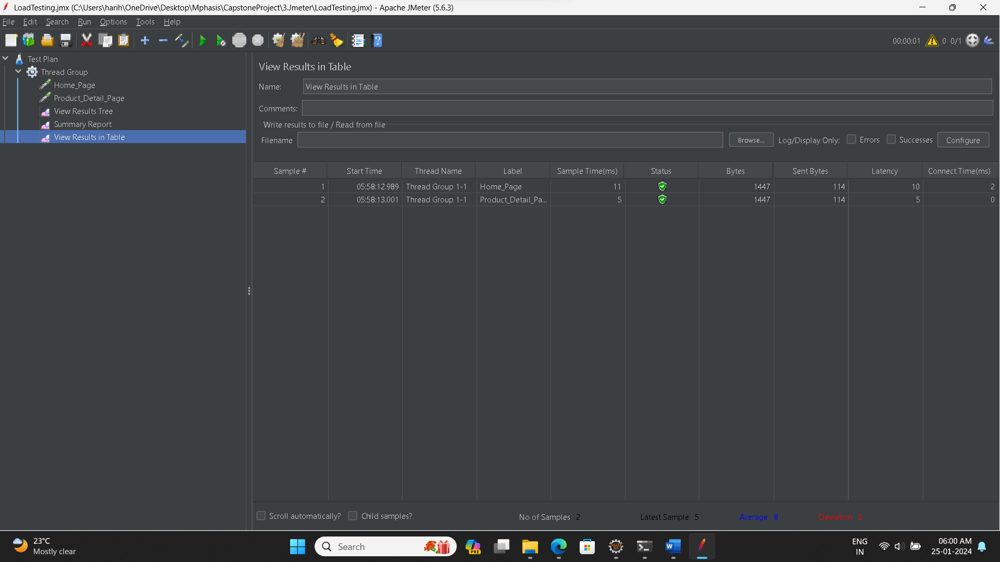 LoadTesting.jmx (C:\Users\harih\OneDrive\Desktop\Mphasis\CapstoneProject\3.Jmeter\LoadTesting.jmx) - Apache JMeter (5.6.3)
File Edit Search Run Options Tools Help
STOP
00:00:01 0 0/1
Test Plan
Thread Group
Home_Page
Product_Detail_Page
View Results Tree
Summary Report
View Results in Table
View Results in Table
Name: View Results in Table
Comments:
Write results to file / Read from file
Filename Browse... Log/Display Only: Errors Successes Configure
Sample # Start Time Thread Name Label Sample Time(ms) Status Bytes Sent Bytes Latency Connect Time(ms)
1 05:58:12.989 Thread Group 1-1 Home_Page 11 1447 114 10 2
2 05:58:13.001 Thread Group 1-1 Product_Detail_Pa... 5 1447 114 5 0
Scroll automatically? Child samples? No of Samples 2 Latest Sample 5 Average 8 Deviation 3
23°C
Mostly clear
Search
PRE
ENG
IN
06:00 AM
25-01-2024